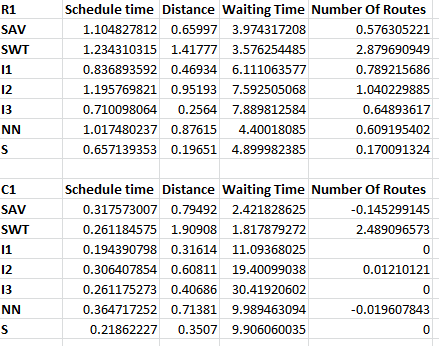 R1 Schedule time Distance Waiting Time Number Of Routes
SAV 1.104827812 0.65997 3.974317208 0.576305221
SWT 1.234310315 1.41777 3.576254485 2.879690949
I1 0.836893592 0.46934 6.111063577 0.789215686
I2 1.195769821 0.95193 7.592505068 1.040229885
I3 0.710098064 0.2564 7.889812584 0.64893617
NN 1.017480237 0.87615 4.40018085 0.609195402
S 0.657139353 0.19651 4.899982385 0.170091324
C1 Schedule time Distance Waiting Time Number Of Routes
SAV 0.317573007 0.79492 2.421828625 -0.145299145
SWT 0.261184575 1.90908 1.817879272 2.489096573
I1 0.194390798 0.31614 11.09368025 0
I2 0.306407854 0.60811 19.40099038 0.01210121
I3 0.261175273 0.40686 30.41920602 0
NN 0.364717252 0.71381 9.989463094 -0.019607843
S 0.21862227 0.3507 9.906060035 0